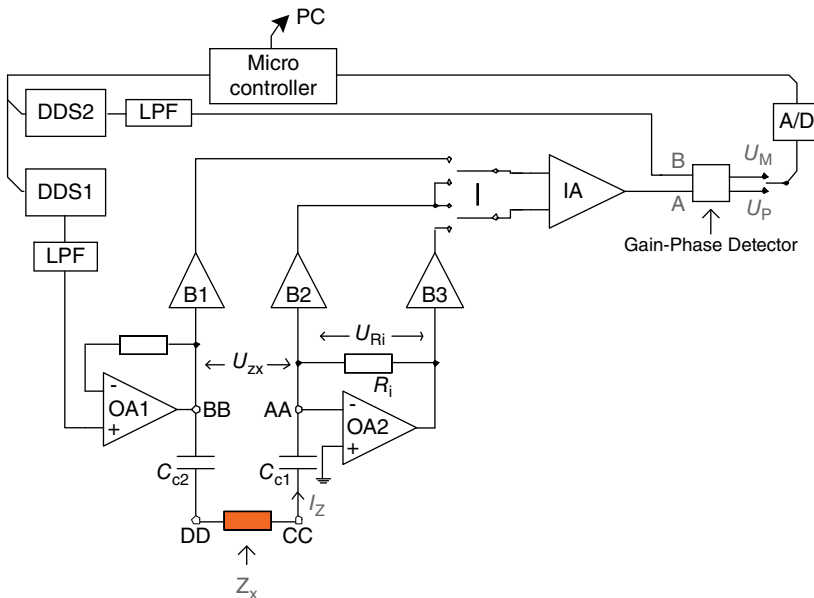 PC
Micro
controller
DDS2
LPF
A/D
B
U_M
DDS1
IA
A
U_P
LPF
Gain-Phase Detector
B1
B2
B3
U_Ri
U_zx
R_i
-
OA1
+
BB
AA
-
OA2
+
C_c2
C_c1
I_Z
DD
CC
Z_x